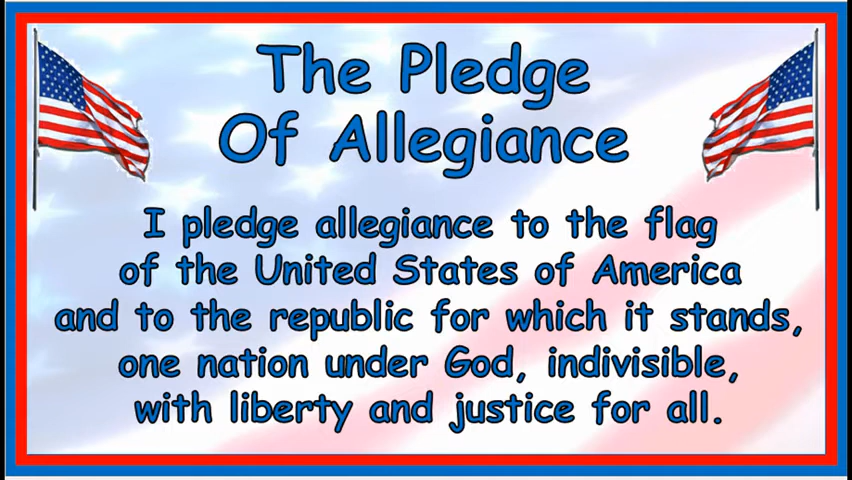 The Pledge
Of Allegiance
I pledge allegiance to the flag
of the United States of America
and to the republic for which it stands,
one nation under God, indivisible,
with liberty and justice for all.